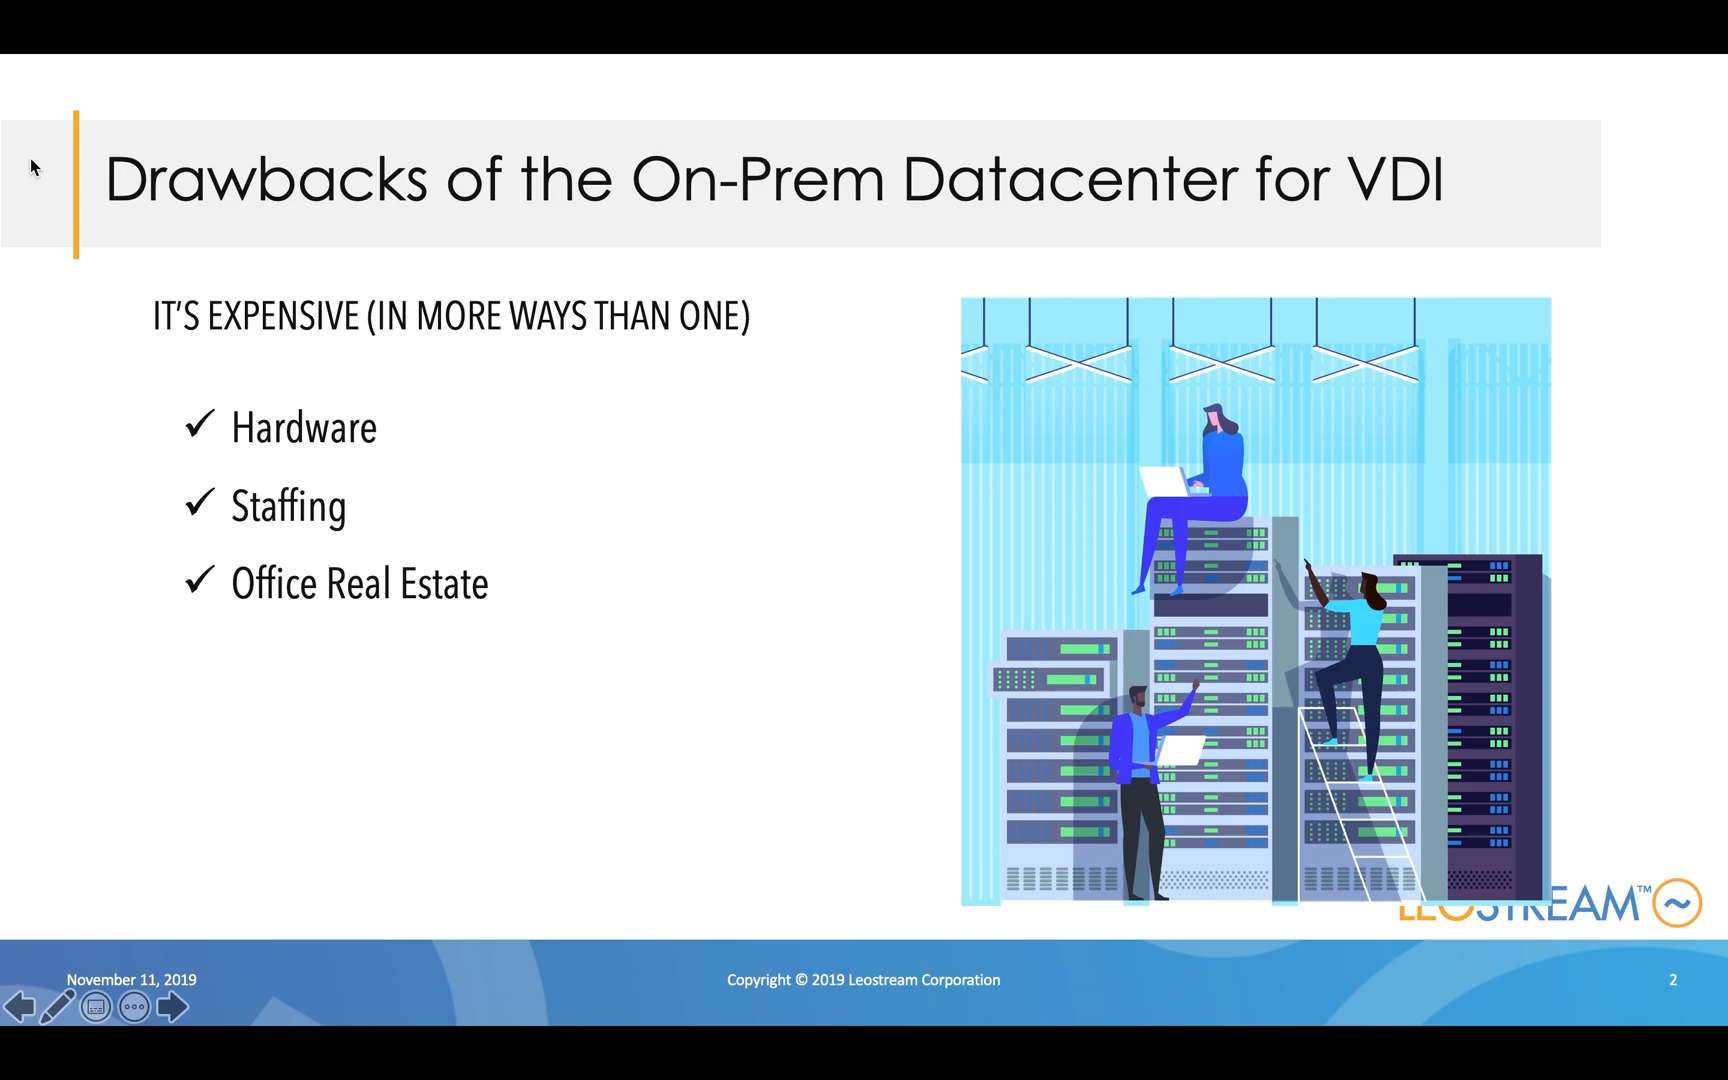 Drawbacks of the On-Prem Datacenter for VDI
IT'S EXPENSIVE (IN MORE WAYS THAN ONE)
✓ Hardware
✓ Staffing
✓ Office Real Estate
LEOSTREAM™
November 11, 2019
Copyright © 2019 Leostream Corporation
2